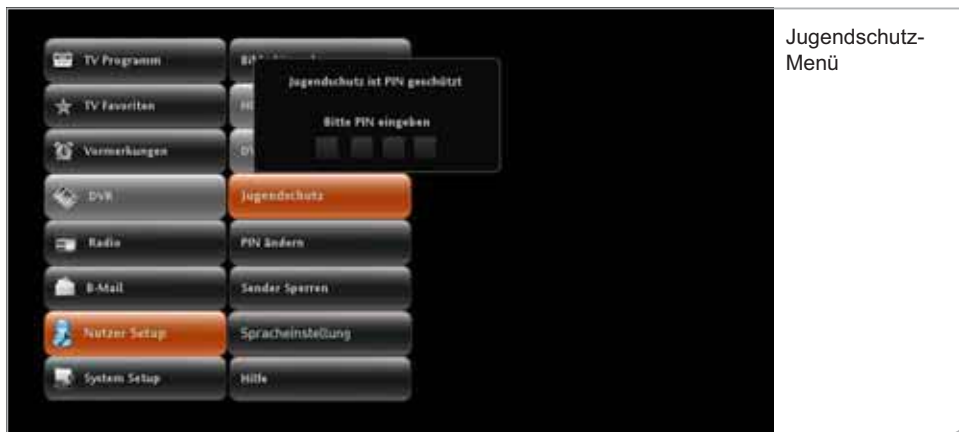 TV Programm
TV Favoriten
Vormerkungen
DVR
Radio
B-Mail
Nutzer Setup
System Setup
Jugendschutz ist PIN geschützt
Bitte PIN eingeben
Jugendschutz
PIN ändern
Sender Sperren
Spracheinstellung
Hilfe
Jugendschutz-
Menü